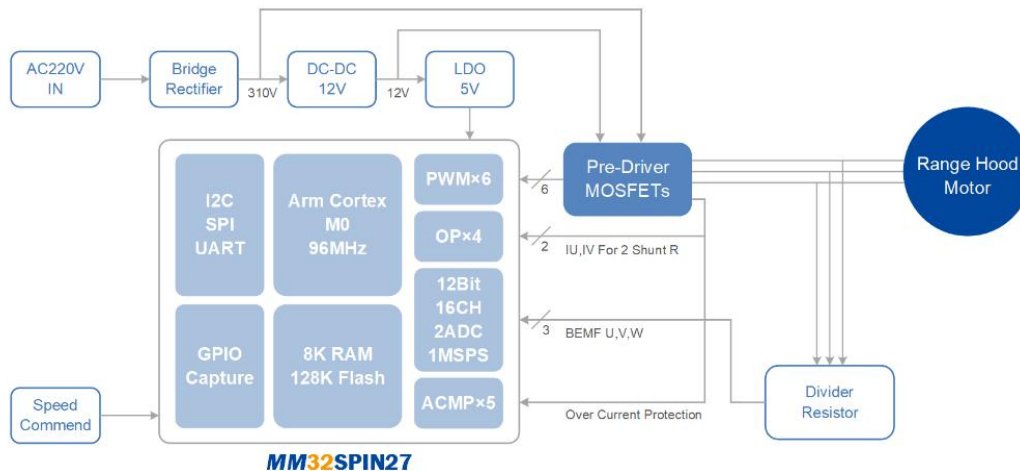 AC220V
IN
Bridge
Rectifier
310V
DC-DC
12V
12V
LDO
5V
I2C
SPI
UART
Arm Cortex
M0
96MHz
PWM×6
OP×4
12Bit
16CH
2ADC
1MSPS
GPIO
Capture
8K RAM
128K Flash
ACMP×5
6
Pre-Driver
MOSFETs
Range Hood
Motor
2
IU,IV For 2 Shunt R
3
BEMF U,V,W
Over Current Protection
Divider
Resistor
Speed
Commend
MM32SPIN27